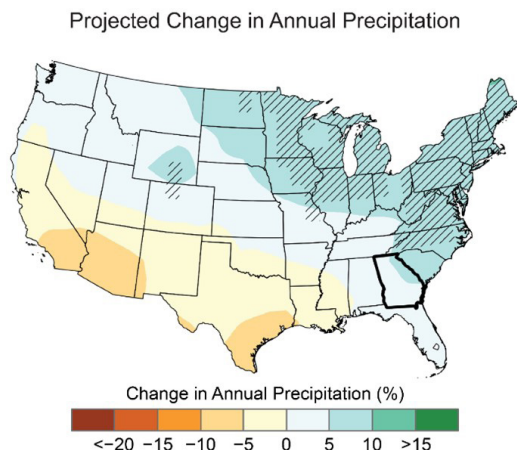 Projected Change in Annual Precipitation
Change in Annual Precipitation (%)
<−20 −15 −10 −5 0 5 10 >15